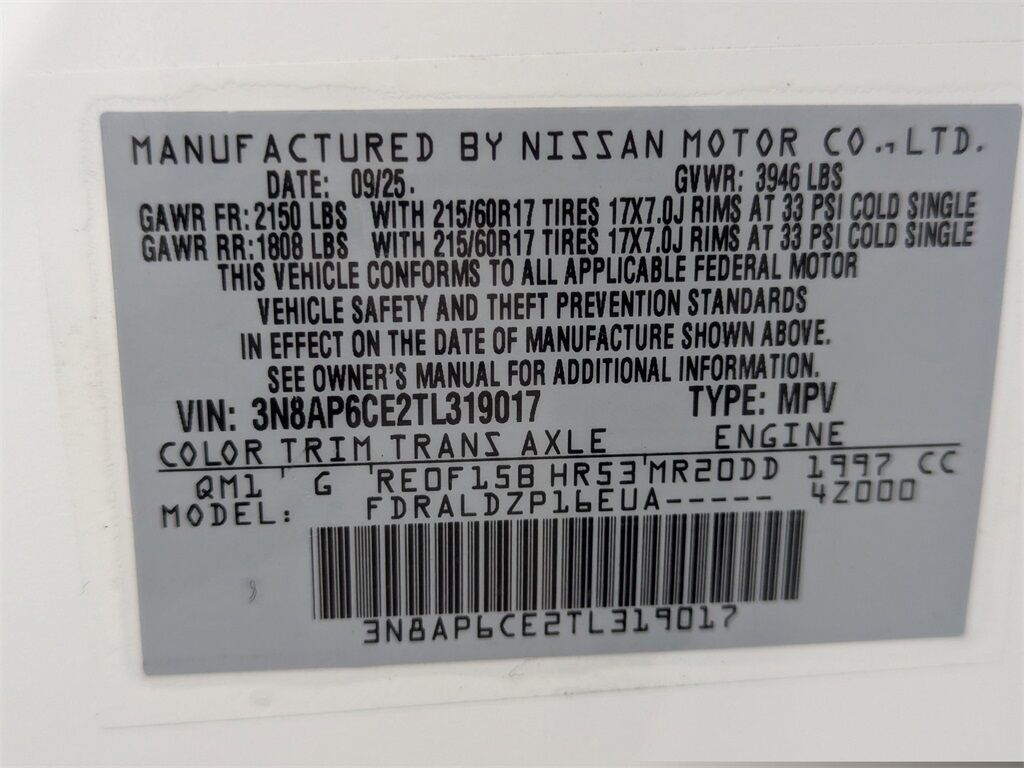 MANUFACTURED BY NISSAN MOTOR CO., LTD.
DATE: 09/25. GVWR: 3946 LBS
GAWR FR: 2150 LBS WITH 215/60R17 TIRES 17X7.0J RIMS AT 33 PSI COLD SINGLE
GAWR RR: 1808 LBS WITH 215/60R17 TIRES 17X7.0J RIMS AT 33 PSI COLD SINGLE
THIS VEHICLE CONFORMS TO ALL APPLICABLE FEDERAL MOTOR
VEHICLE SAFETY AND THEFT PREVENTION STANDARDS
IN EFFECT ON THE DATE OF MANUFACTURE SHOWN ABOVE.
SEE OWNER'S MANUAL FOR ADDITIONAL INFORMATION.
VIN: 3N8AP6CE2TL319017 TYPE: MPV
COLOR TRIM TRANS AXLE ENGINE
QM1 G RE0F15B HR53 MR20DD 1997 CC
MODEL: FDRALDZP16EUA----- 4Z000
3N8AP6CE2TL319017